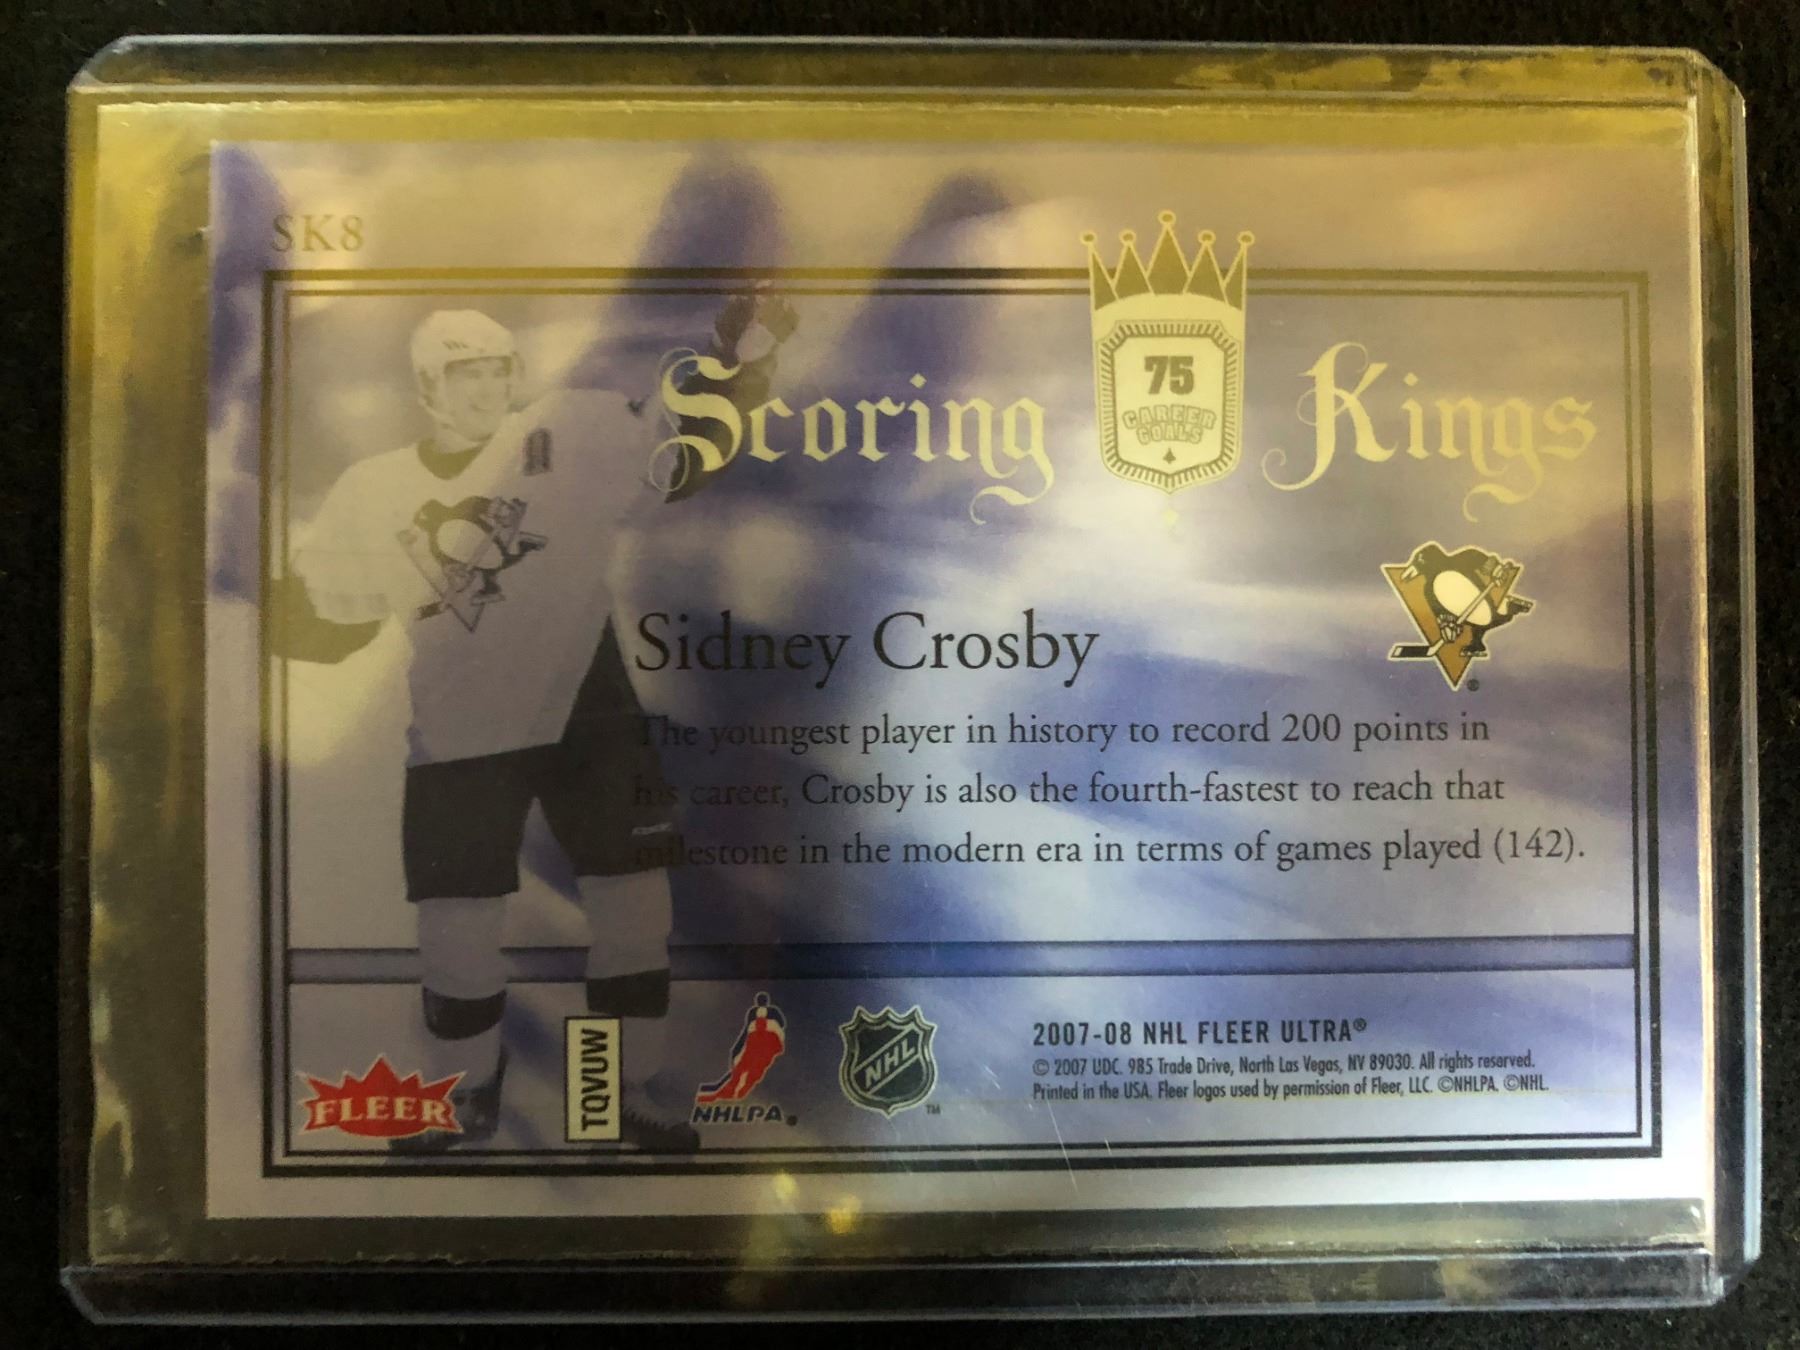 SK8
75
CAREER
GOALS
Scoring Kings
Sidney Crosby
The youngest player in history to record 200 points in
his career, Crosby is also the fourth-fastest to reach that
milestone in the modern era in terms of games played (142).
FLEER
TQVUW
NHLPA®
NHL
TM
2007-08 NHL FLEER ULTRA®
© 2007 UDC. 985 Trade Drive, North Las Vegas, NV 89030. All rights reserved.
Printed in the USA. Fleer logos used by permission of Fleer, LLC. ©NHLPA. ©NHL.